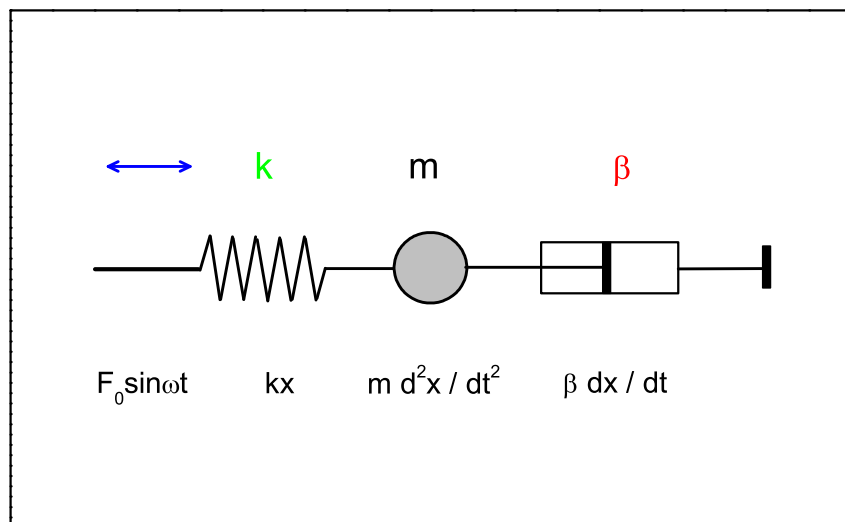 k m β
F₀sinωt kx m d²x / dt² β dx / dt